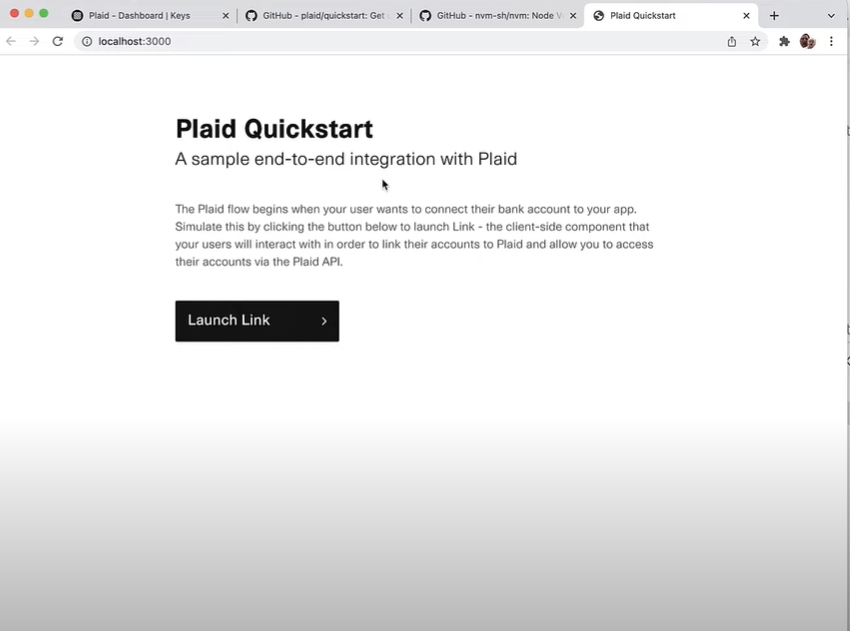 Plaid - Dashboard | Keys
GitHub - plaid/quickstart: Get
GitHub - nvm-sh/nvm: Node V
Plaid Quickstart
localhost:3000
Plaid Quickstart
A sample end-to-end integration with Plaid
The Plaid flow begins when your user wants to connect their bank account to your app.
Simulate this by clicking the button below to launch Link - the client-side component that
your users will interact with in order to link their accounts to Plaid and allow you to access
their accounts via the Plaid API.
Launch Link